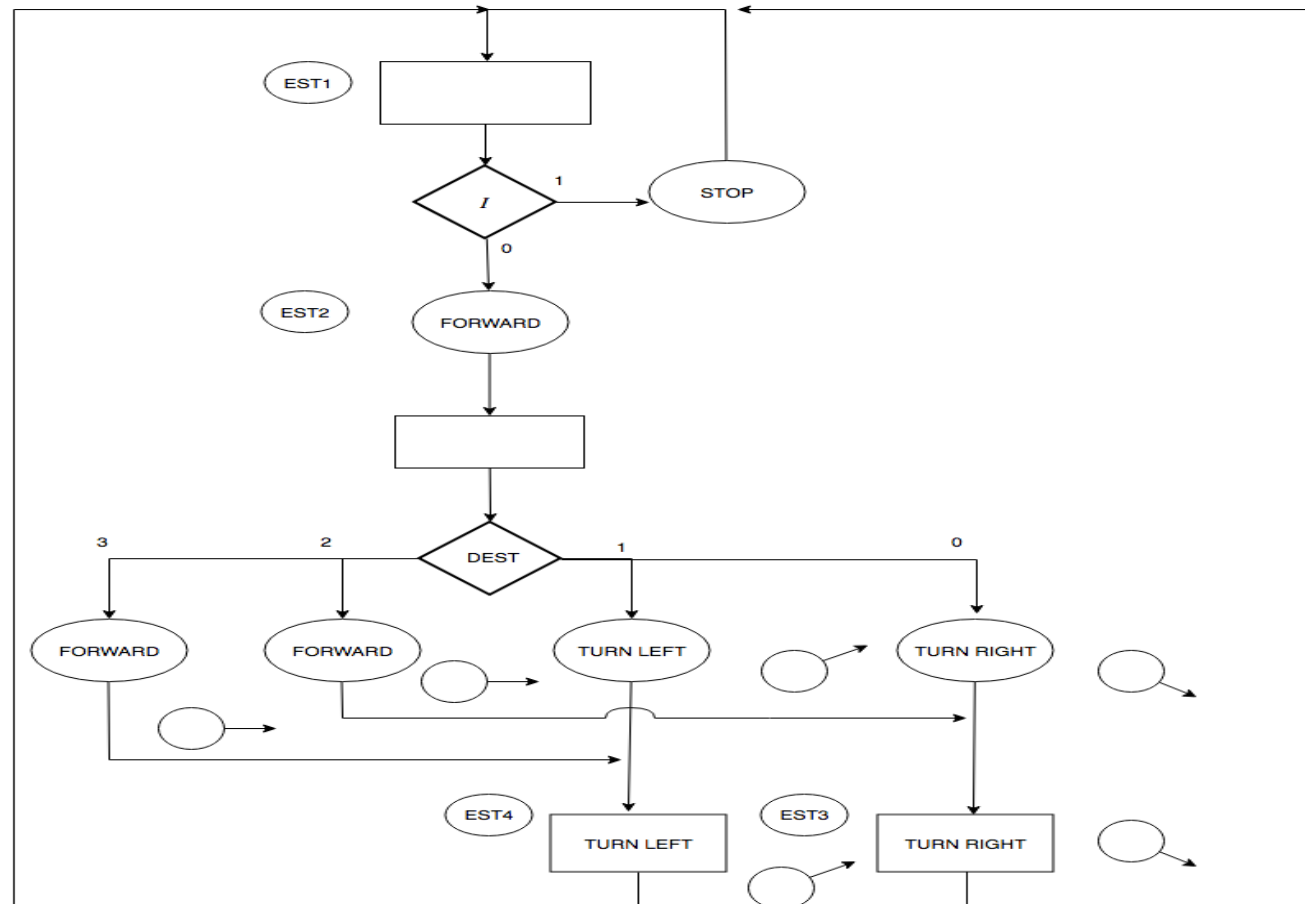 EST1
I
1
STOP
0
EST2
FORWARD
3
2
DEST
1
0
FORWARD
FORWARD
TURN LEFT
TURN RIGHT
EST4
EST3
TURN LEFT
TURN RIGHT